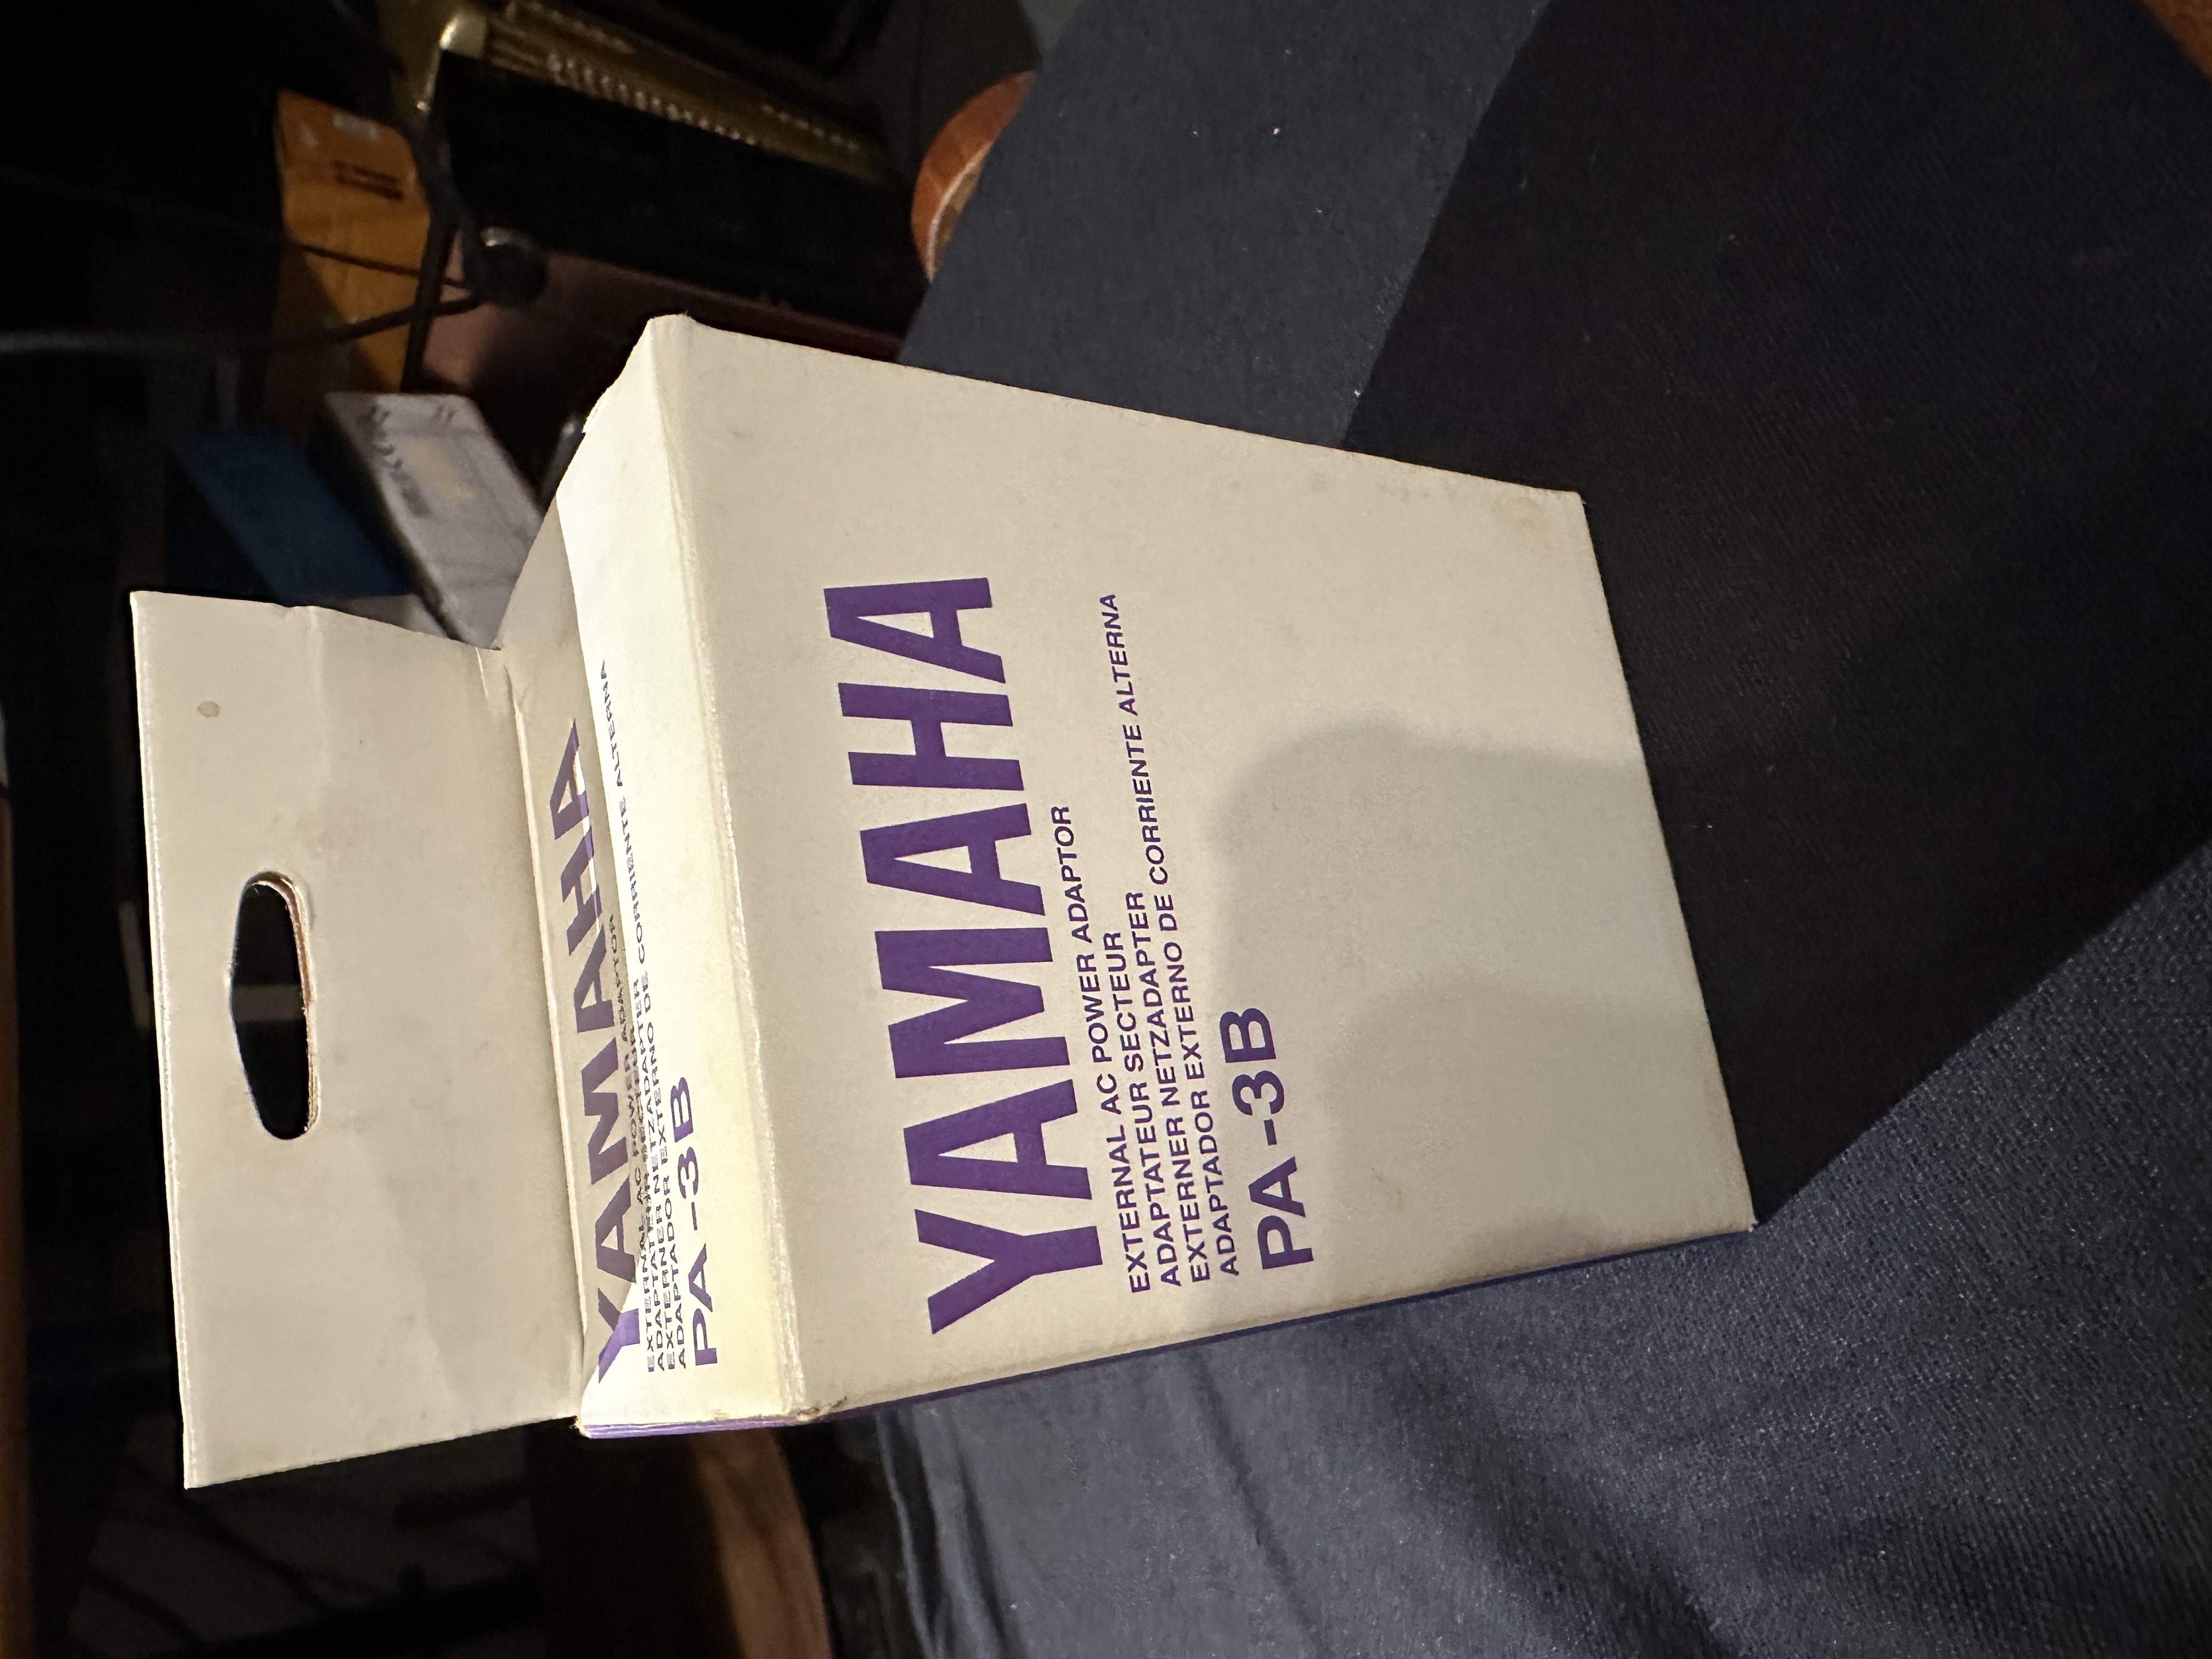 YAMAHA
EXTERNAL AC POWER ADAPTOR
ADAPTATEUR SECTEUR
EXTERNER NETZADAPTER
ADAPTADOR EXTERNO DE CORRIENTE ALTERNA
PA-3B
YAMAHA
EXTERNAL AC POWER ADAPTOR
ADAPTATEUR SECTEUR
EXTERNER NETZADAPTER
ADAPTADOR EXTERNO DE CORRIENTE ALTERNA
PA-3B